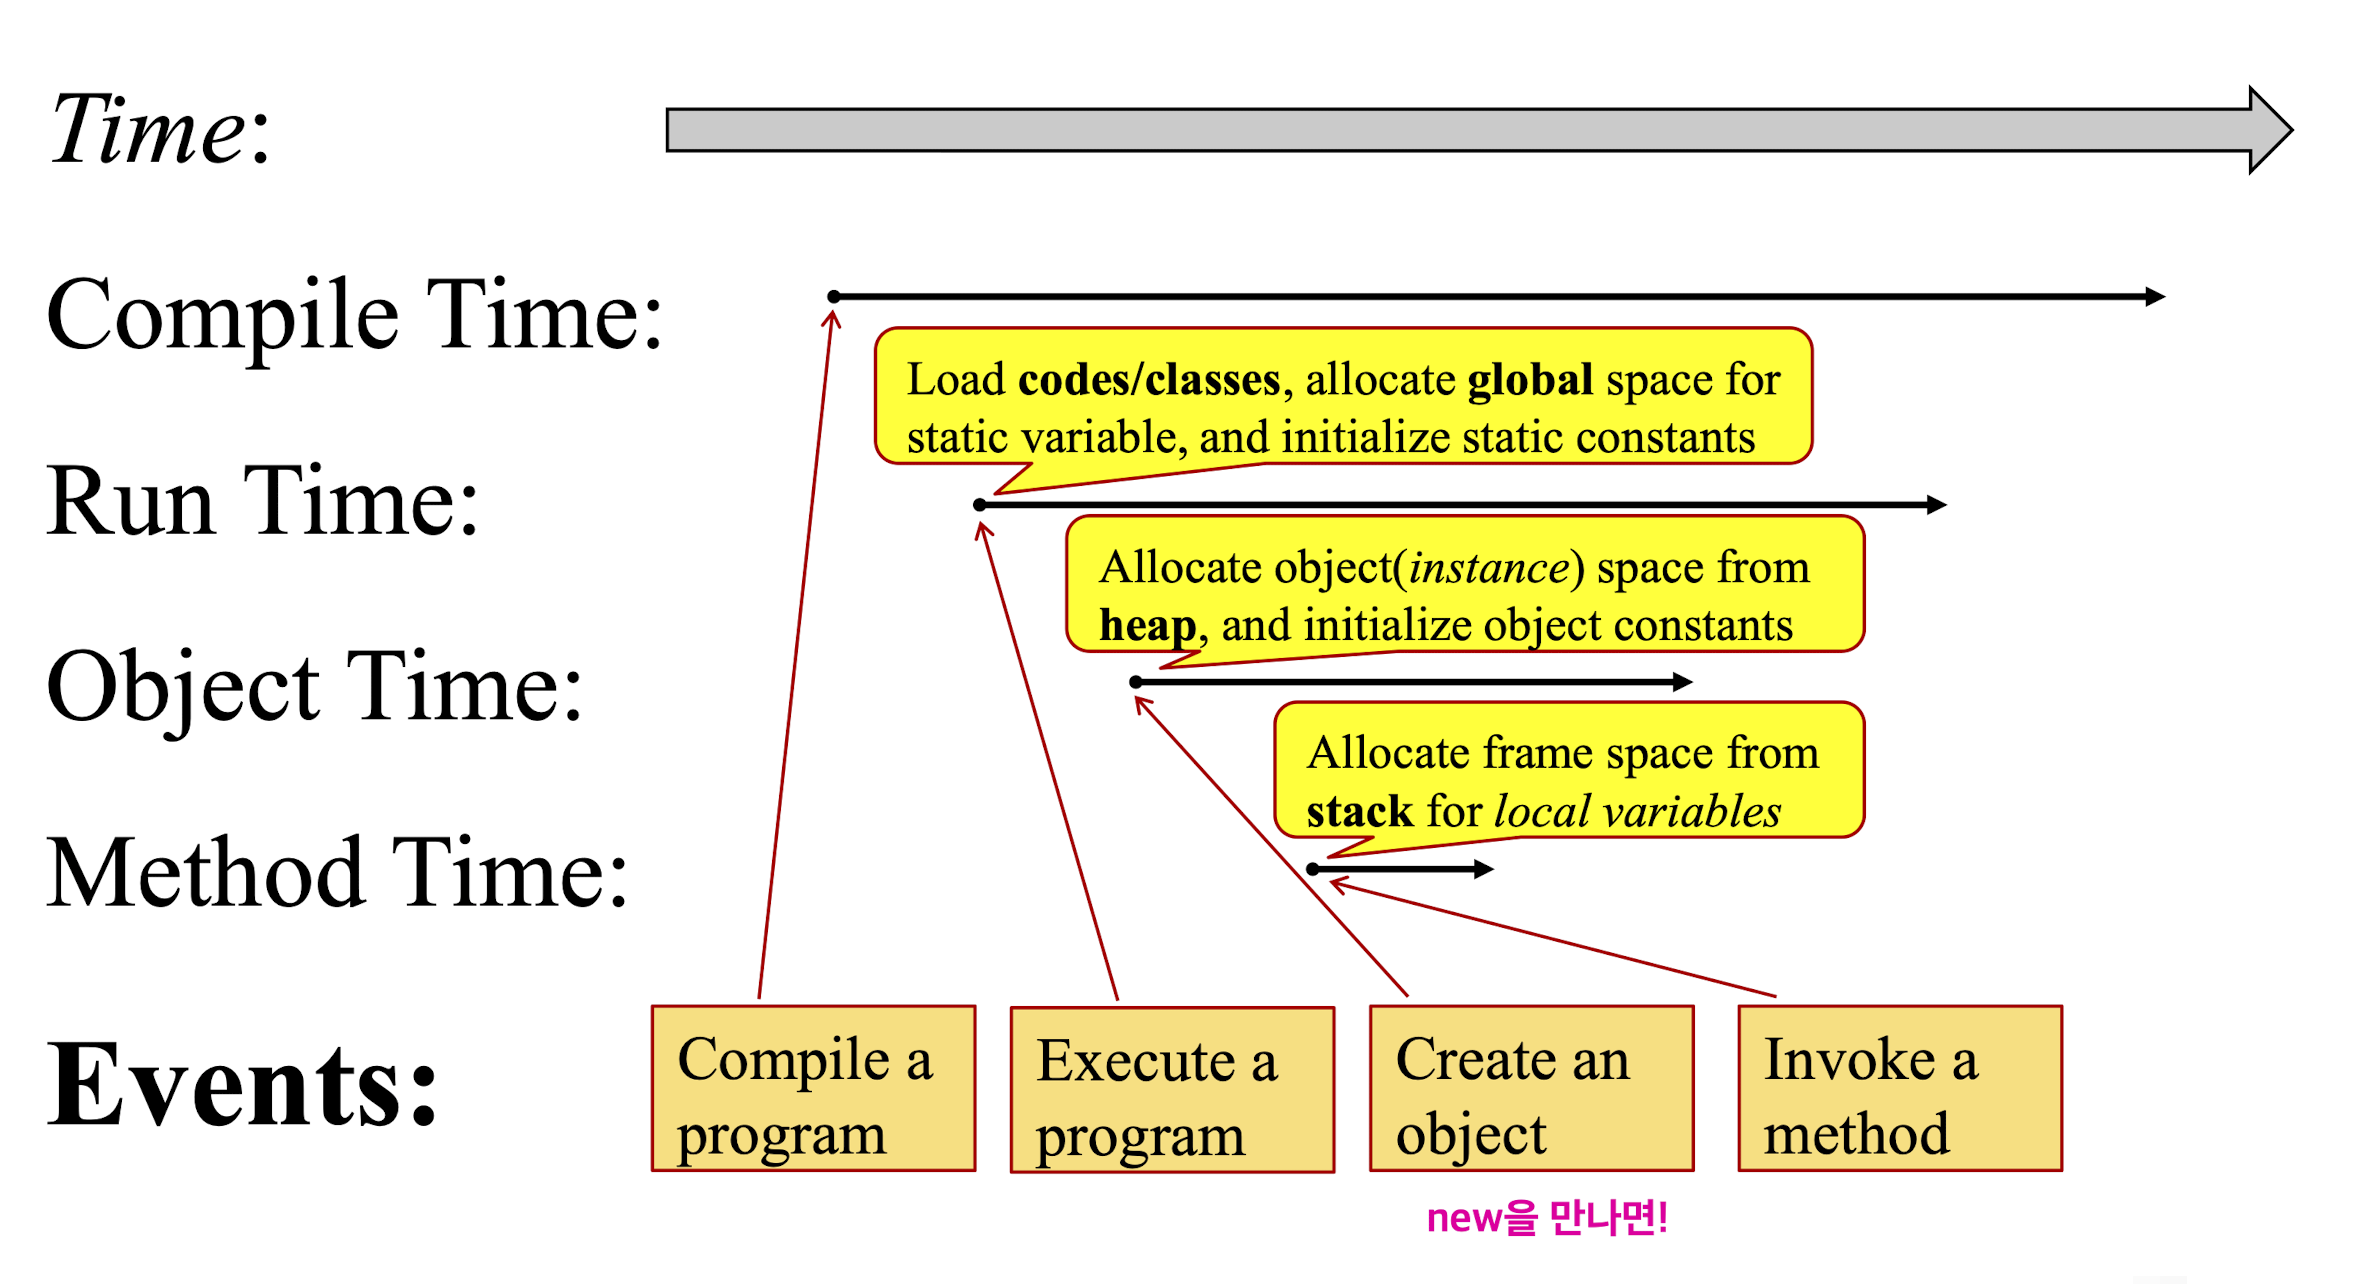 Time:
Compile Time:
Load codes/classes, allocate global space for
static variable, and initialize static constants
Run Time:
Allocate object(instance) space from
heap, and initialize object constants
Object Time:
Allocate frame space from
stack for local variables
Method Time:
Events:
Compile a
program
Execute a
program
Create an
object
Invoke a
method
new을 만나면!